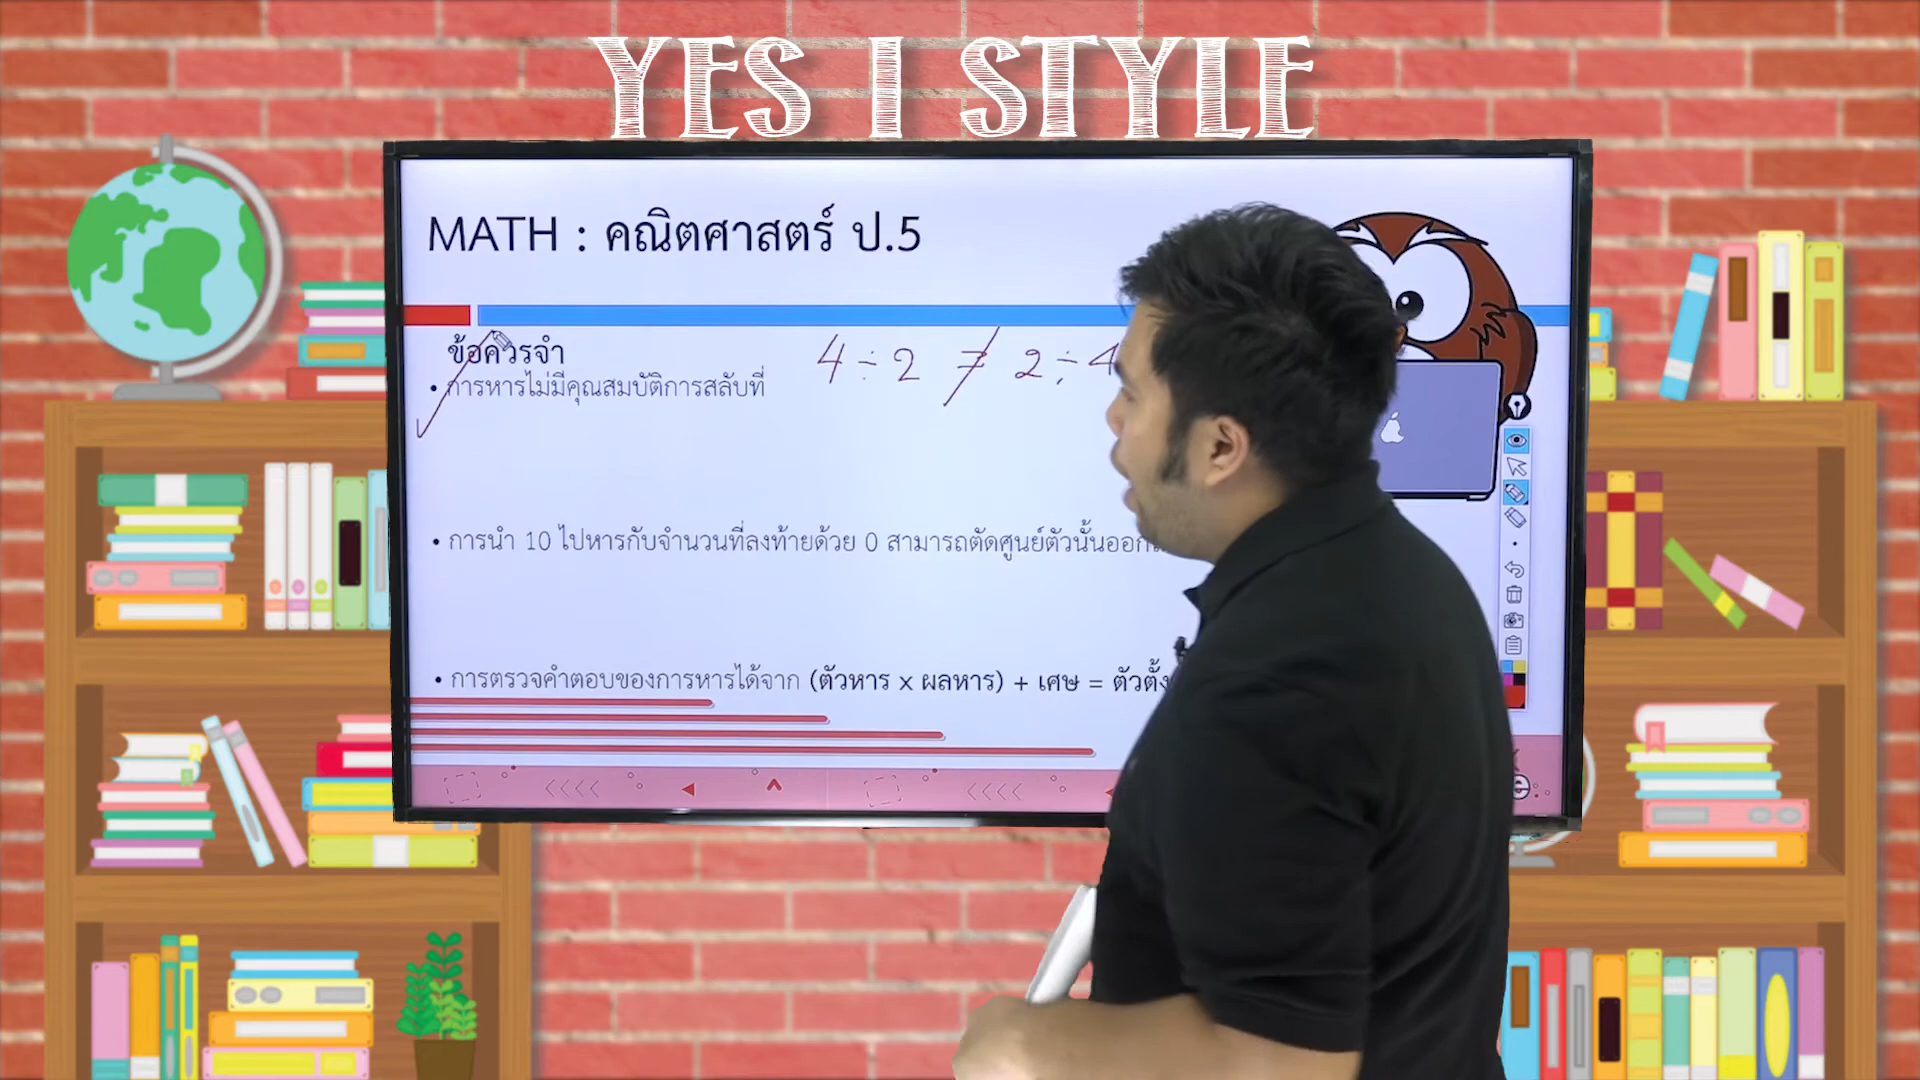 YES I STYLE
MATH : คณิตศาสตร์ ป.5
ข้อควรจำ
4 ÷ 2 ≠ 2 ÷ 4
• การหารไม่มีคุณสมบัติการสลับที่
• การนำ 10 ไปหารกับจำนวนที่ลงท้ายด้วย 0 สามารถตัดศูนย์ตัวนั้นออก
• การตรวจคำตอบของการหารได้จาก (ตัวหาร x ผลหาร) + เศษ = ตัวตั้ง
e